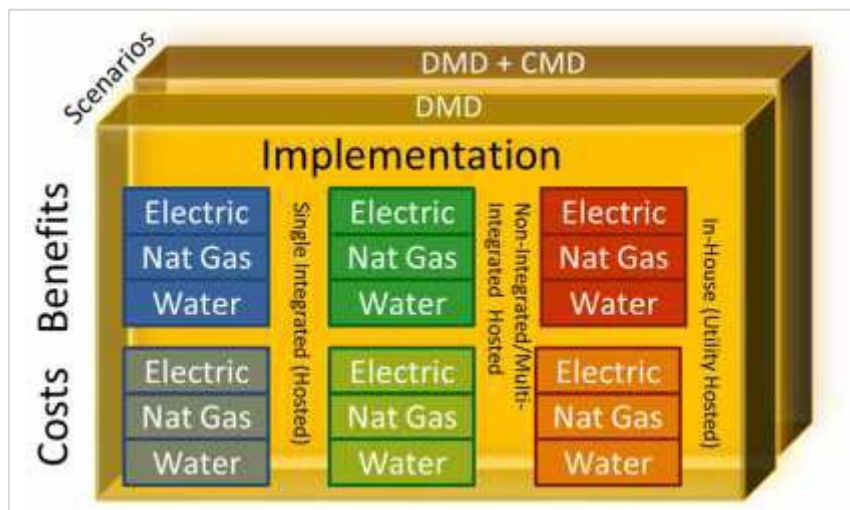 Scenarios
DMD + CMD
DMD
Implementation
Benefits
Electric
Nat Gas
Water
Single Integrated (Hosted)
Electric
Nat Gas
Water
Non-Integrated/Multi-
Integrated Hosted
Electric
Nat Gas
Water
In-House (Utility Hosted)
Costs
Electric
Nat Gas
Water
Electric
Nat Gas
Water
Electric
Nat Gas
Water